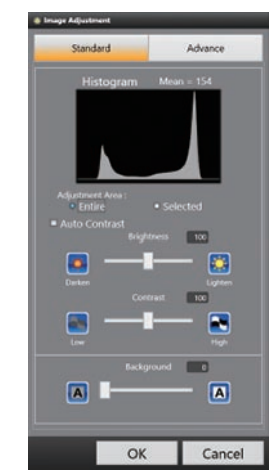 Image Adjustment
Standard Advance
Histogram Mean = 154
Adjustment Area :
Entire Selected
Auto Contrast
Brightness 100
Darken Lighten
Contrast 100
Low High
Background 0
A A
OK Cancel